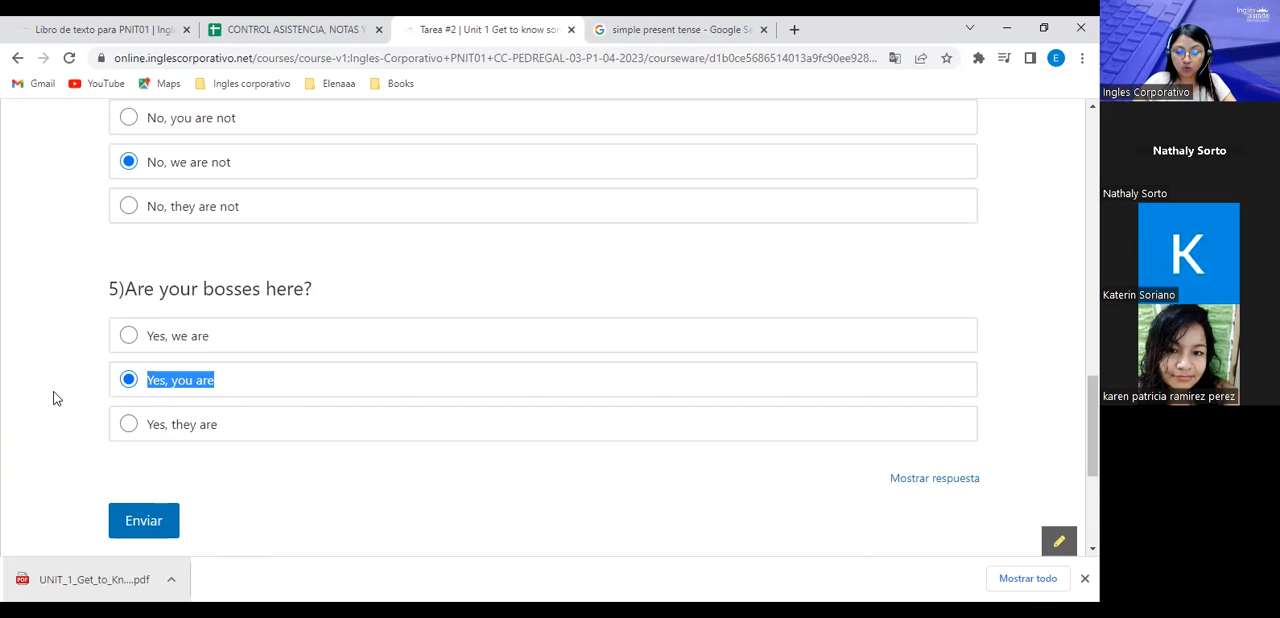 Libro de texto para PNIT01 | Ingl
CONTROL ASISTENCIA, NOTAS Y
Tarea #2 | Unit 1 Get to know som
simple present tense - Google Se
online.inglescorporativo.net/courses/course-v1:Ingles-Corporativo+PNIT01+VC-PEDREGAL-03-P1-04-2023/courseware/d1b0ce5686514013a9fc90ee928...
E
Gmail
YouTube
Maps
Ingles corporativo
Elenaaa
Books
No, you are not
No, we are not
No, they are not
5)Are your bosses here?
Yes, we are
Yes, you are
Yes, they are
Mostrar respuesta
Enviar
UNIT_1_Get_to_Kn....pdf
Mostrar todo
Ingles Corporativo
Nathaly Sorto
Nathaly Sorto
K
Katerin Soriano
karen patricia ramirez perez